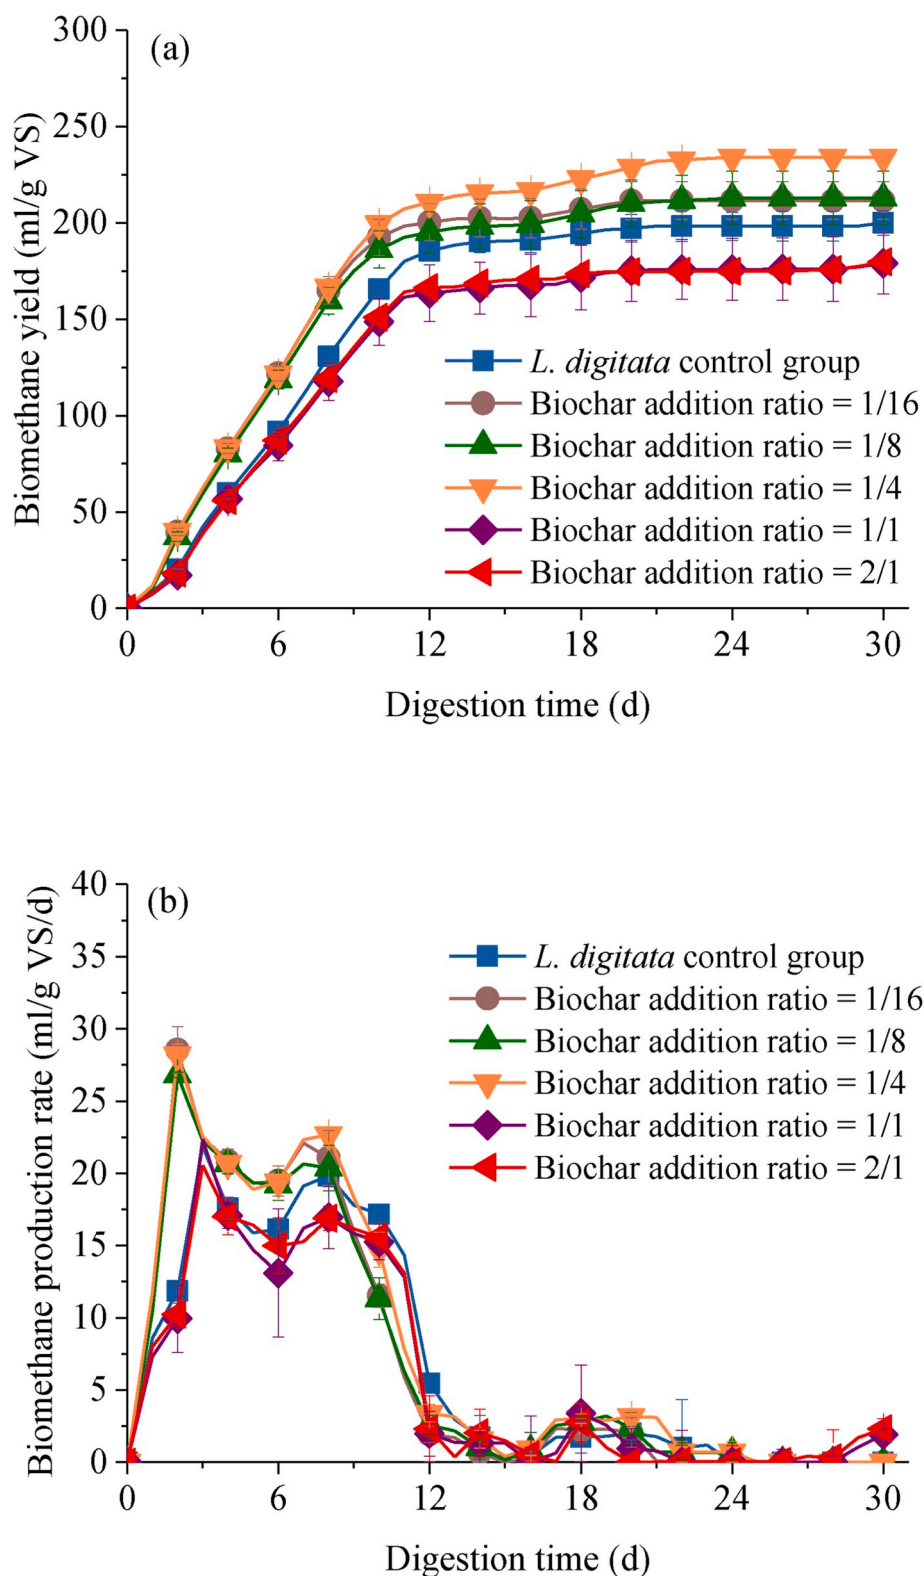 (a)
Biomethane yield (ml/g VS)
300
250
200
150
100
50
0
L. digitata control group
Biochar addition ratio = 1/16
Biochar addition ratio = 1/8
Biochar addition ratio = 1/4
Biochar addition ratio = 1/1
Biochar addition ratio = 2/1
0 6 12 18 24 30
Digestion time (d)
(b)
Biomethane production rate (ml/g VS/d)
40
35
30
25
20
15
10
5
0
L. digitata control group
Biochar addition ratio = 1/16
Biochar addition ratio = 1/8
Biochar addition ratio = 1/4
Biochar addition ratio = 1/1
Biochar addition ratio = 2/1
0 6 12 18 24 30
Digestion time (d)